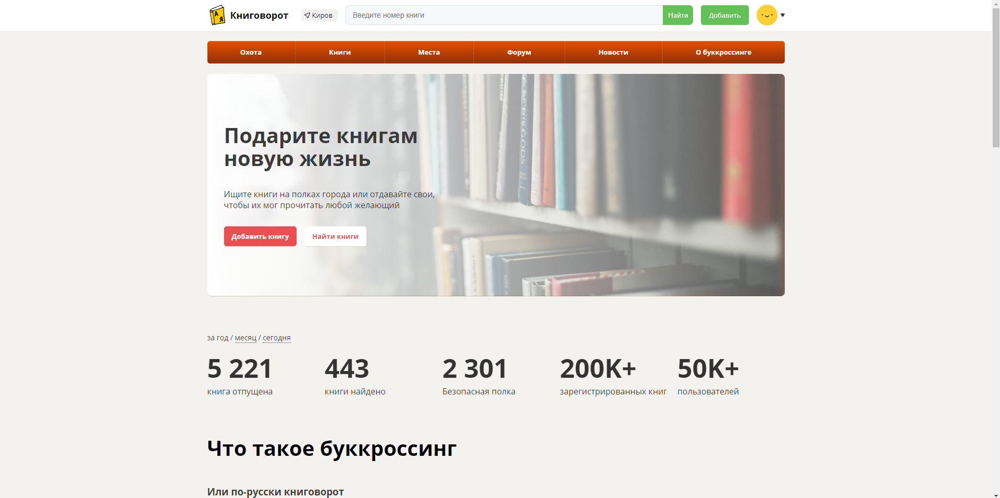 А
Я
Книговорот
Киров
Введите номер книги
Найти
Добавить
Охота
Книги
Места
Форум
Новости
О буккроссинге
Подарите книгам
новую жизнь
Ищите книги на полках города или отдавайте свои,
чтобы их мог прочитать любой желающий
Добавить книгу
Найти книги
за год / месяц / сегодня
5 221
книга отпущена
443
книги найдено
2 301
Безопасная полка
200K+
зарегистрированных книг
50K+
пользователей
Что такое буккроссинг
Или по-русски книговорот